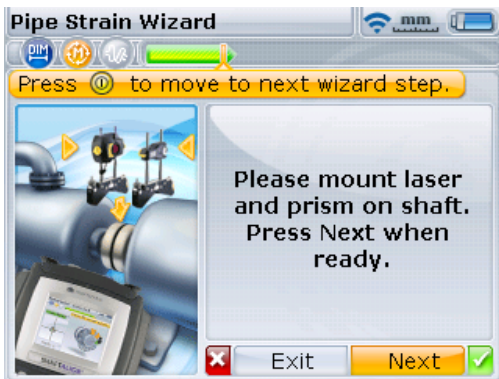 Pipe Strain Wizard
mm
DIM
M
Press to move to next wizard step.
Please mount laser
and prism on shaft.
Press Next when
ready.
Exit
Next